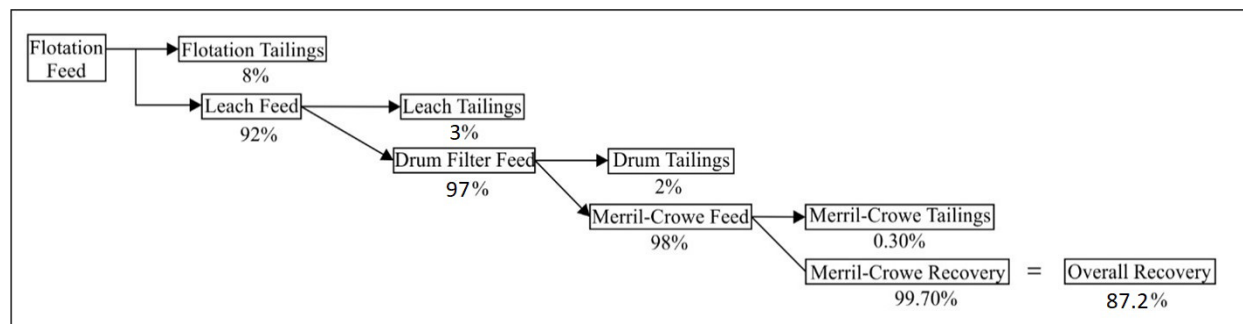 Flotation
Feed
Flotation Tailings
8%
Leach Feed
92%
Leach Tailings
3%
Drum Filter Feed
97%
Drum Tailings
2%
Merril-Crowe Feed
98%
Merril-Crowe Tailings
0.30%
Merril-Crowe Recovery = Overall Recovery
99.70% 87.2%